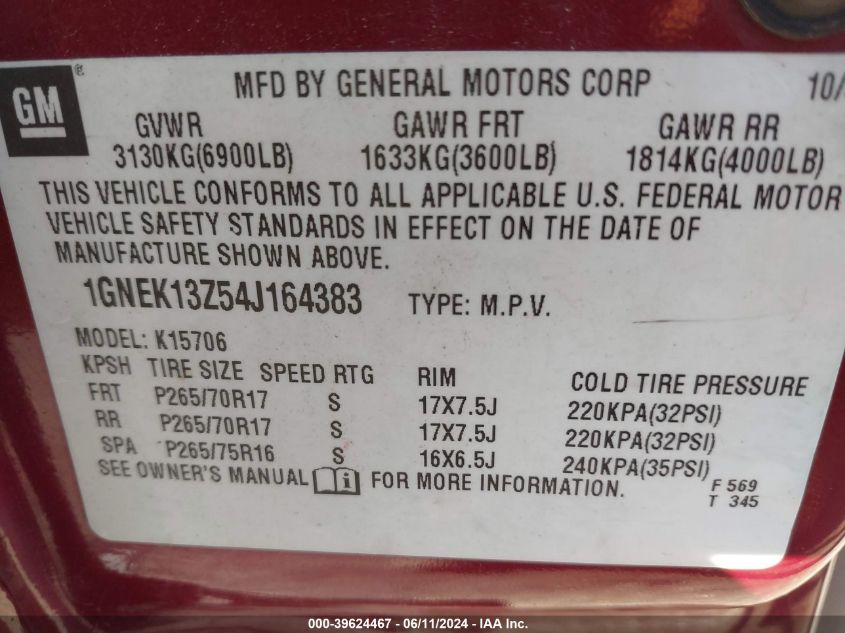 GM ®
MFD BY GENERAL MOTORS CORP 10/
GVWR GAWR FRT GAWR RR
3130KG(6900LB) 1633KG(3600LB) 1814KG(4000LB)
THIS VEHICLE CONFORMS TO ALL APPLICABLE U.S. FEDERAL MOTOR
VEHICLE SAFETY STANDARDS IN EFFECT ON THE DATE OF
MANUFACTURE SHOWN ABOVE.
1GNEK13Z54J164383 TYPE: M.P.V.
MODEL: K15706
KPSH TIRE SIZE SPEED RTG RIM COLD TIRE PRESSURE
FRT P265/70R17 S 17X7.5J 220KPA(32PSI)
RR P265/70R17 S 17X7.5J 220KPA(32PSI)
SPA P265/75R16 S 16X6.5J 240KPA(35PSI)
SEE OWNER'S MANUAL i FOR MORE INFORMATION.
F 569
T 345
000-39624467 - 06/11/2024 - IAA Inc.